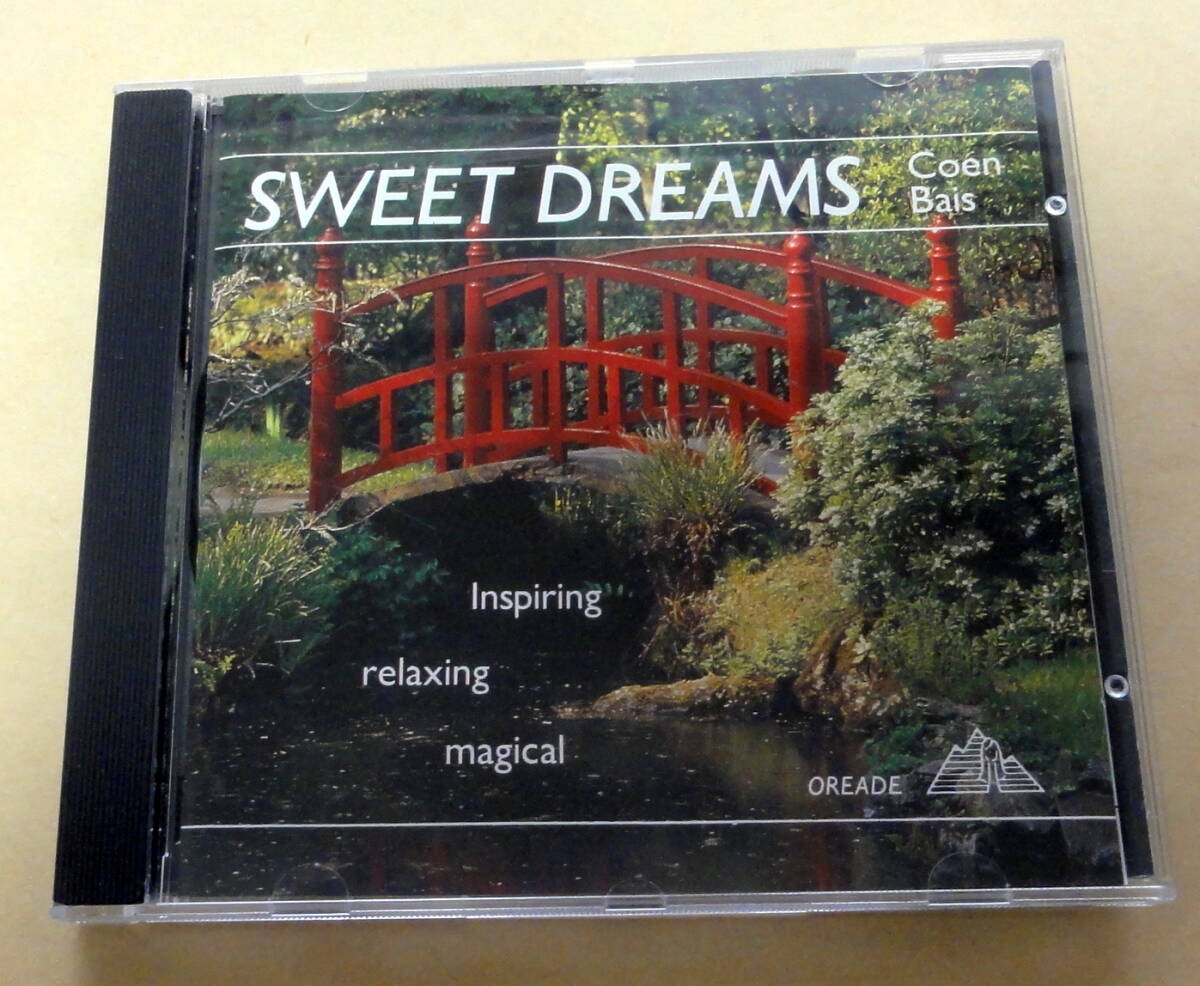 SWEET DREAMS
Coen
Bais
Inspiring
relaxing
magical
OREADE